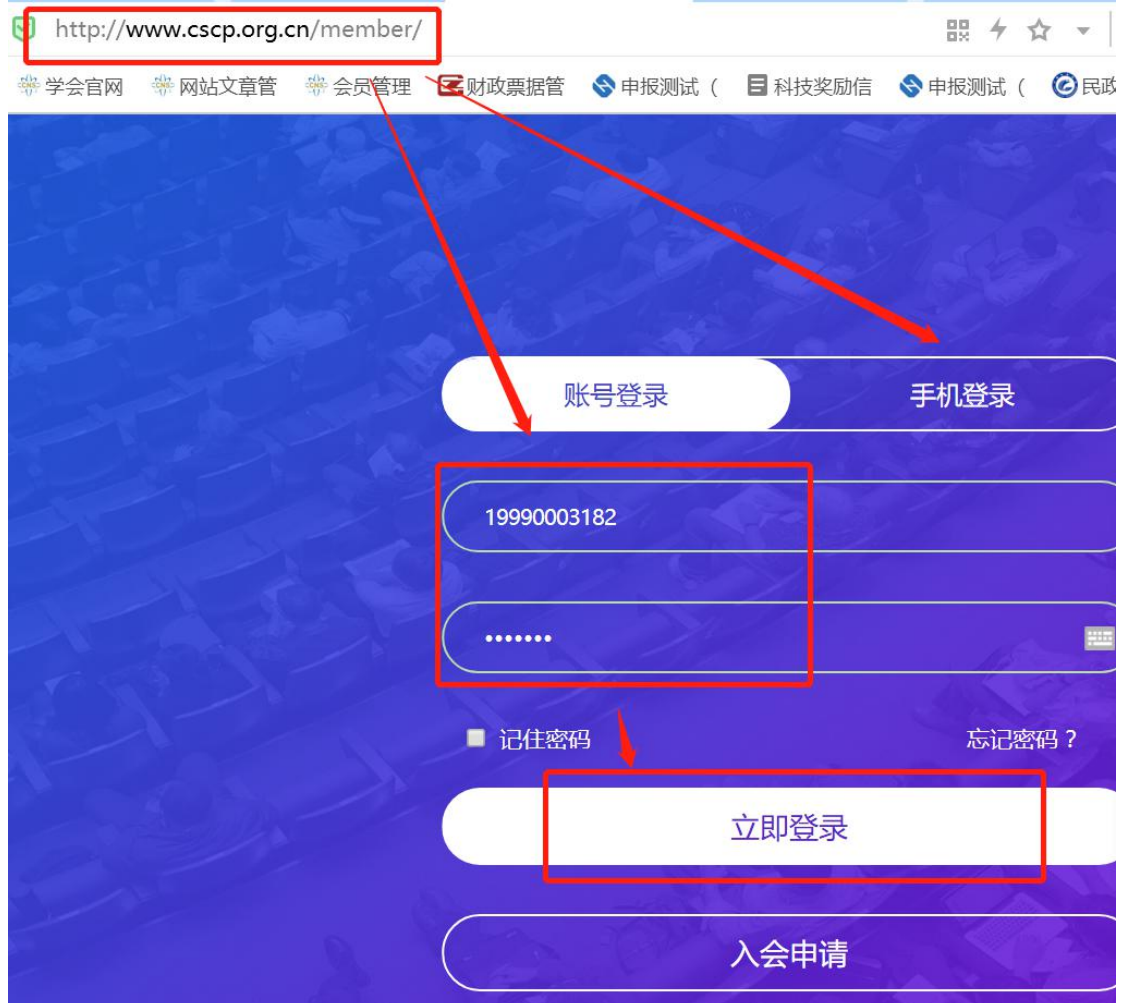 http://www.cscp.org.cn/member/
学会官网 网站文章管 会员管理 财政票据管 申报测试（ 科技奖励信 申报测试（ 民政
账号登录 手机登录
19990003182
•••••••
记住密码 忘记密码？
立即登录
入会申请